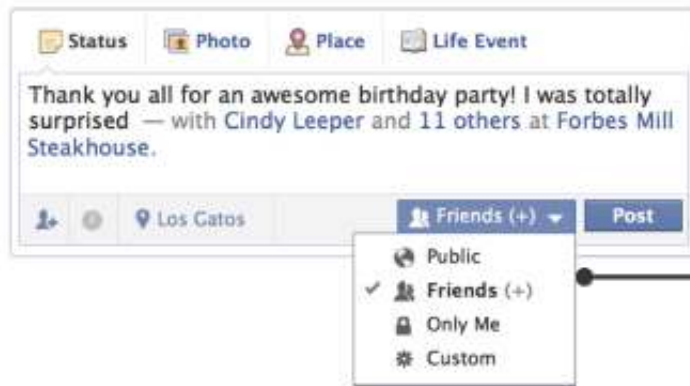 Status Photo Place Life Event
Thank you all for an awesome birthday party! I was totally
surprised — with Cindy Leeper and 11 others at Forbes Mill
Steakhouse.
Los Gatos Friends (+) Post
Public
Friends (+)
Only Me
Custom